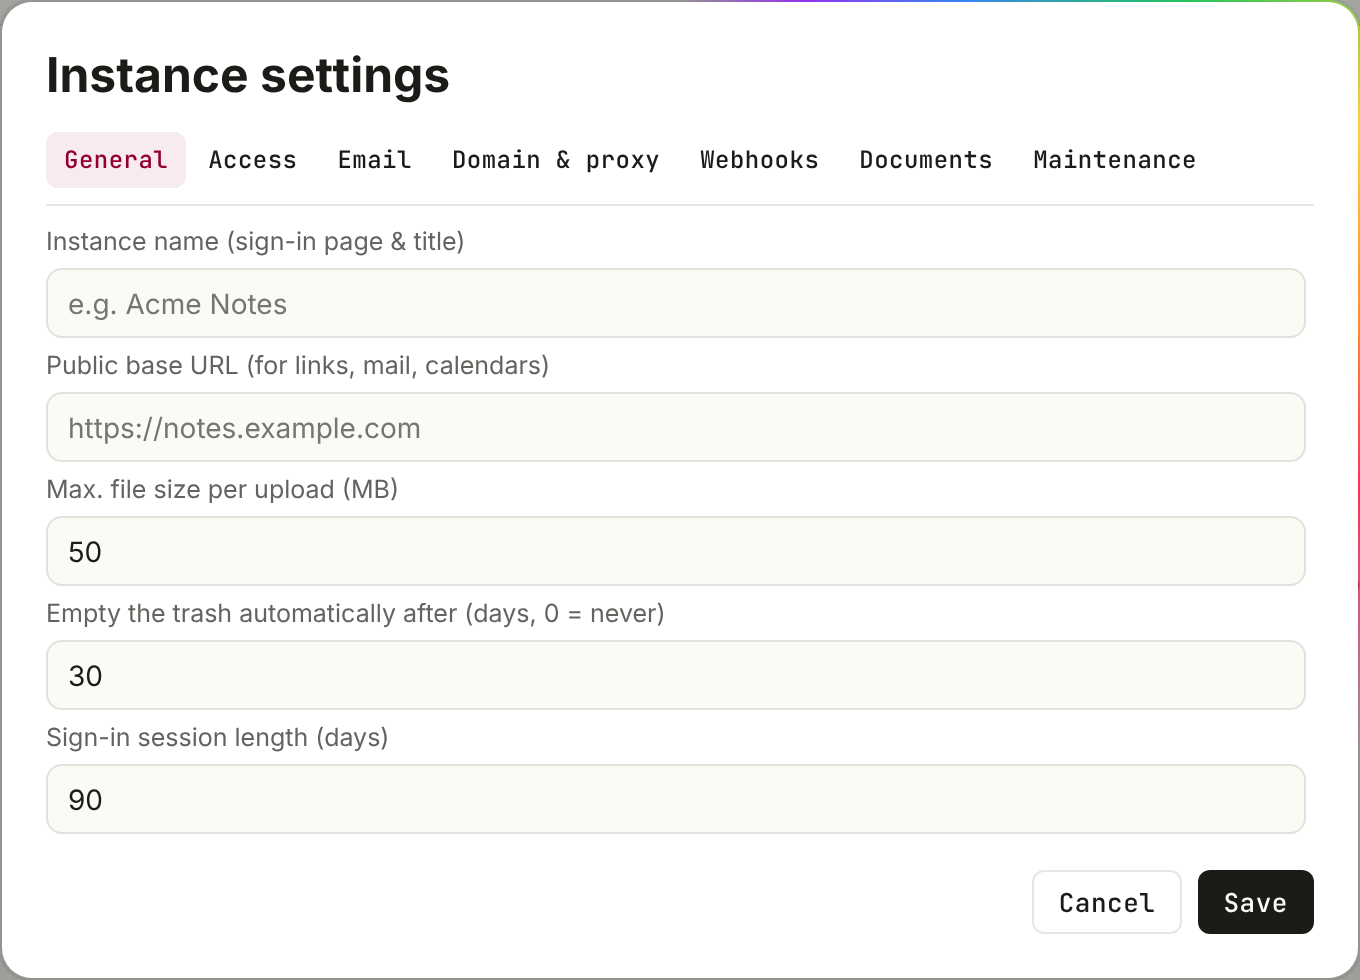 Instance settings
General Access Email Domain & proxy Webhooks Documents Maintenance
Instance name (sign-in page & title)
e.g. Acme Notes
Public base URL (for links, mail, calendars)
https://notes.example.com
Max. file size per upload (MB)
50
Empty the trash automatically after (days, 0 = never)
30
Sign-in session length (days)
90
Cancel Save